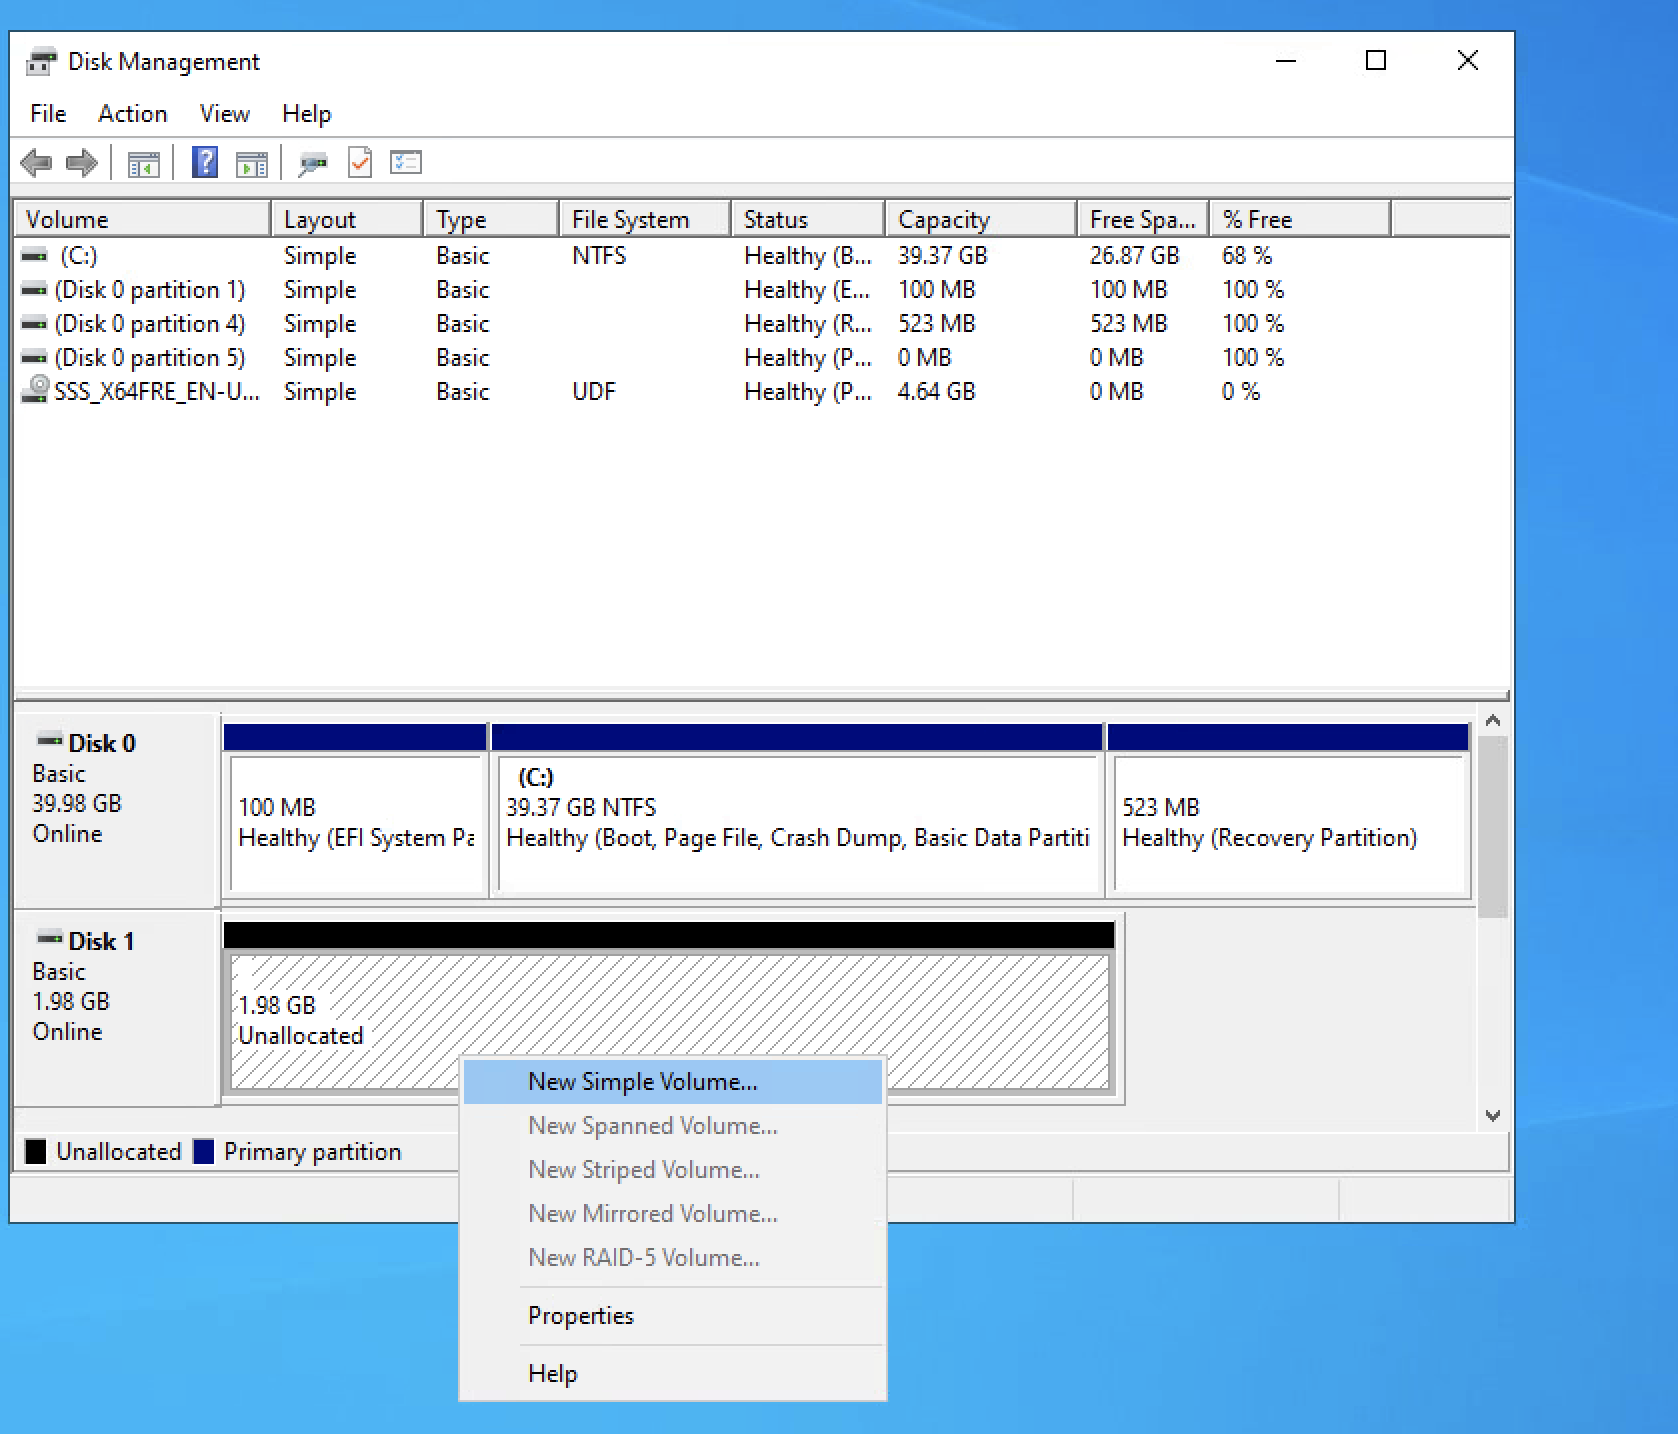 Disk Management
File Action View Help
Volume Layout Type File System Status Capacity Free Spa... % Free
(C:) Simple Basic NTFS Healthy (B... 39.37 GB 26.87 GB 68 %
(Disk 0 partition 1) Simple Basic Healthy (E... 100 MB 100 MB 100 %
(Disk 0 partition 4) Simple Basic Healthy (R... 523 MB 523 MB 100 %
(Disk 0 partition 5) Simple Basic Healthy (P... 0 MB 0 MB 100 %
SSS_X64FRE_EN-U... Simple Basic UDF Healthy (P... 4.64 GB 0 MB 0 %
Disk 0
Basic
39.98 GB
Online
100 MB
Healthy (EFI System Pa
(C:)
39.37 GB NTFS
Healthy (Boot, Page File, Crash Dump, Basic Data Partiti
523 MB
Healthy (Recovery Partition)
Disk 1
Basic
1.98 GB
Online
1.98 GB
Unallocated
New Simple Volume...
New Spanned Volume...
New Striped Volume...
New Mirrored Volume...
New RAID-5 Volume...
Properties
Help
Unallocated Primary partition